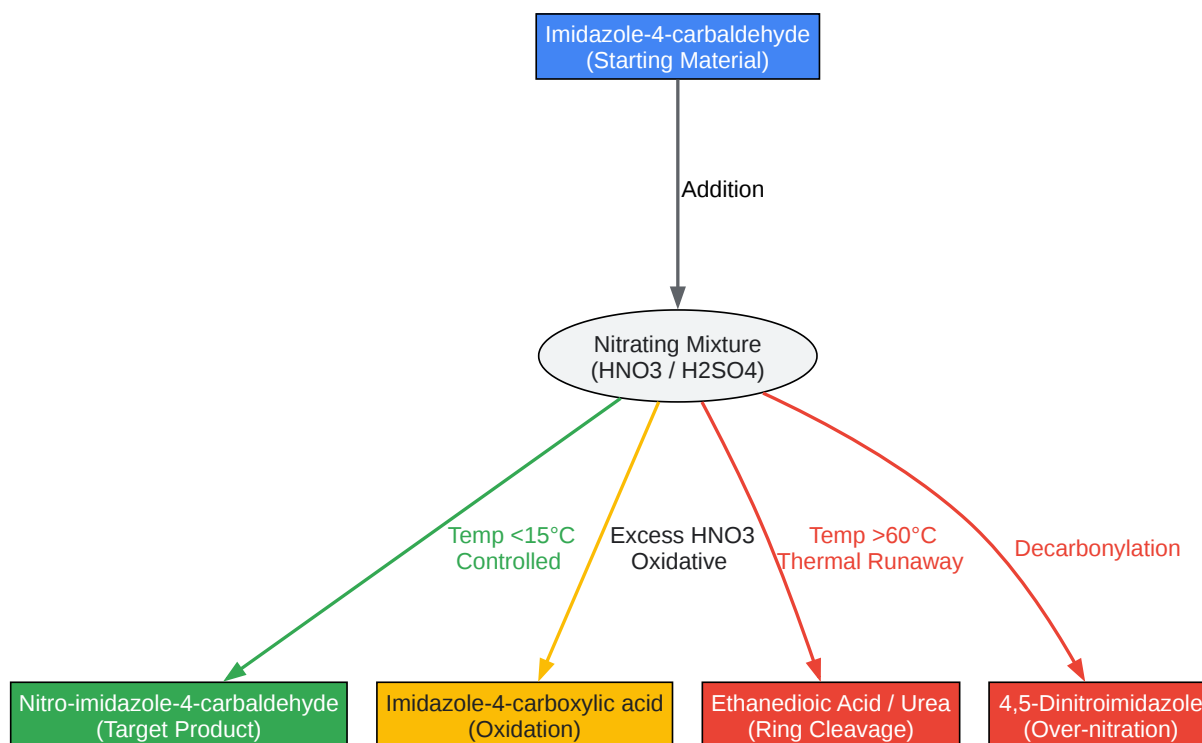 Imidazole-4-carbaldehyde
(Starting Material)
Addition
Nitrating Mixture
(HNO3 / H2SO4)
Temp <15°C
Controlled
Excess HNO3
Oxidative
Temp >60°C
Thermal Runaway
Decarbonylation
Nitro-imidazole-4-carbaldehyde
(Target Product)
Imidazole-4-carboxylic acid
(Oxidation)
Ethanedioic Acid / Urea
(Ring Cleavage)
4,5-Dinitroimidazole
(Over-nitration)